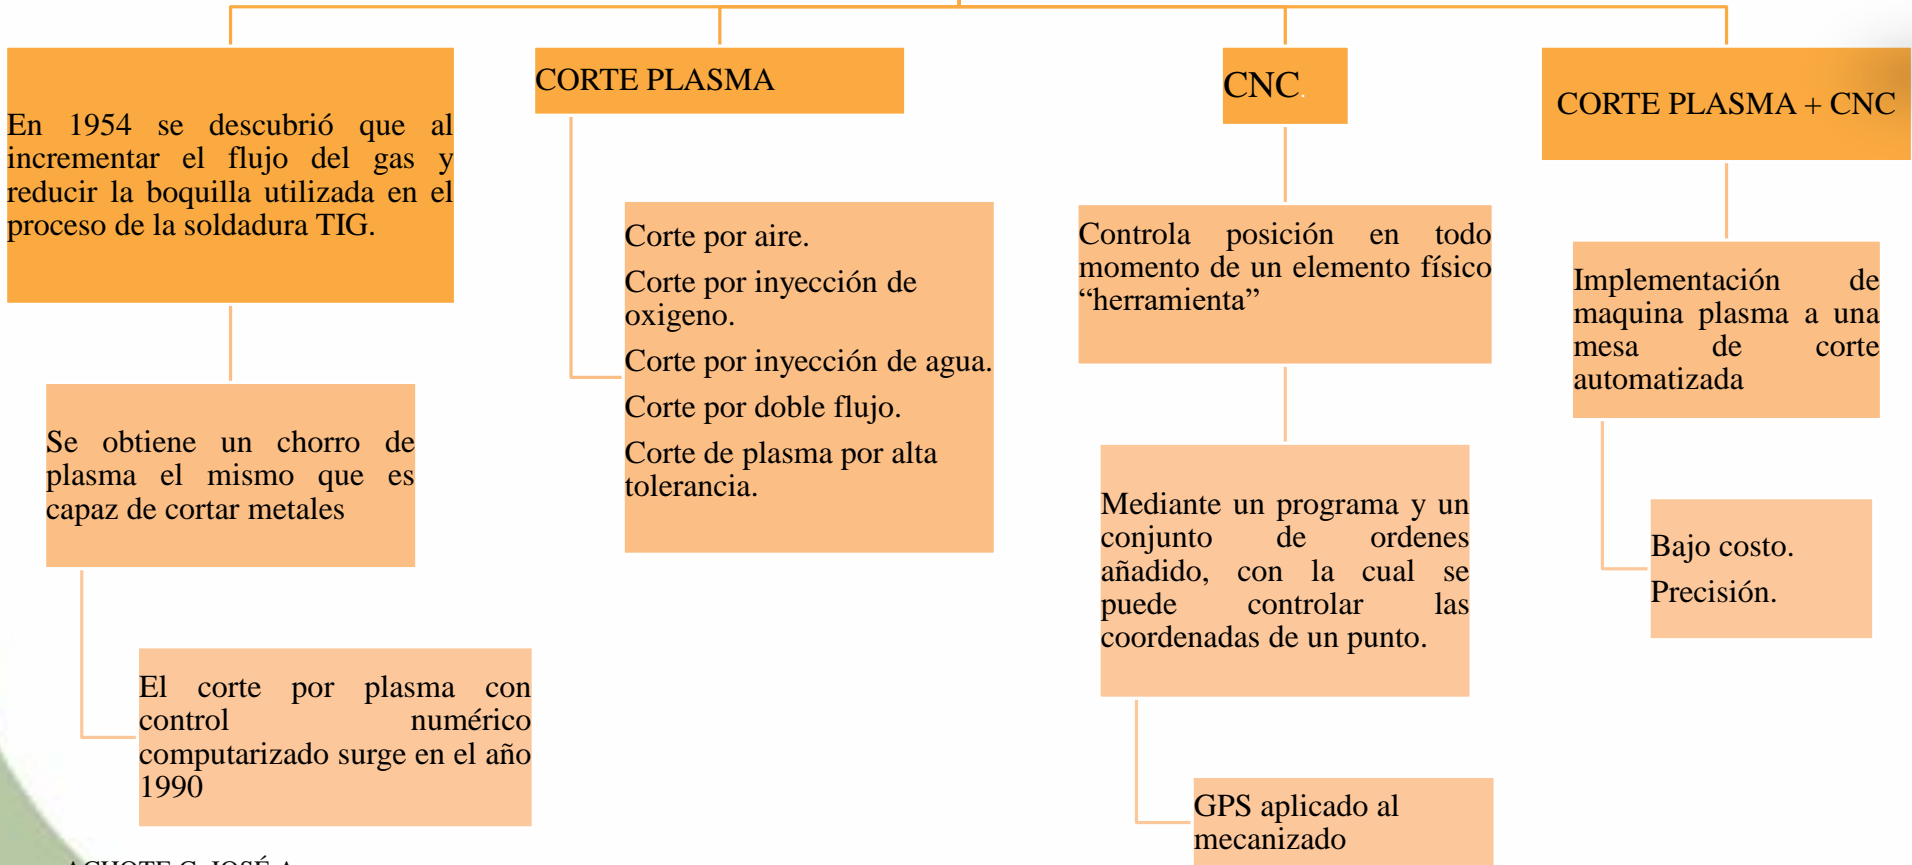 En 1954 se descubrió que al
incrementar el flujo del gas y
reducir la boquilla utilizada en el
proceso de la soldadura TIG.
Se obtiene un chorro de
plasma el mismo que es
capaz de cortar metales
El corte por plasma con
control numérico
computarizado surge en el año
1990
CORTE PLASMA
Corte por aire.
Corte por inyección de
oxigeno.
Corte por inyección de agua.
Corte por doble flujo.
Corte de plasma por alta
tolerancia.
CNC.
Controla posición en todo
momento de un elemento físico
“herramienta”
Mediante un programa y un
conjunto de ordenes
añadido, con la cual se
puede controlar las
coordenadas de un punto.
GPS aplicado al
mecanizado
CORTE PLASMA + CNC
Implementación de
maquina plasma a una
mesa de corte
automatizada
Bajo costo.
Precisión.
ACHOTE C. JOSÉ A.